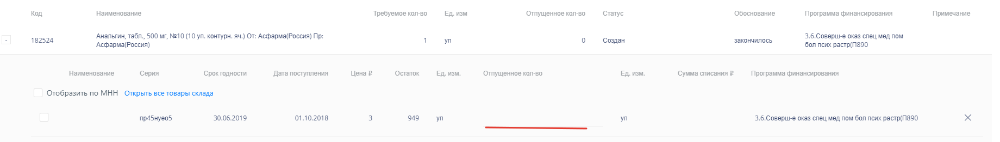 Код Наименование Требуемое кол-во Ед. изм Отпущенное кол-во Статус Обоснование Программа финансирования Примечание
- 182524 Анальгин, табл., 500 мг, №10 (10 уп. контурн. яч.) От: Асфарма(Россия) Пр: 1 уп 0 Создан закончилось 3.6.Соверш-е оказ спец мед пом
Асфарма(Россия) бол псих растр(П890
Наименование Серия Срок годности Дата поступления Цена ₽ Остаток Ед. изм. Отпущенное кол-во Ед. изм. Сумма списания ₽ Программа финансирования
Отобразить по МНН Открыть все товары склада
пр45нуео5 30.06.2019 01.10.2018 3 949 уп уп 3.6.Соверш-е оказ спец мед пом бол псих растр(П890